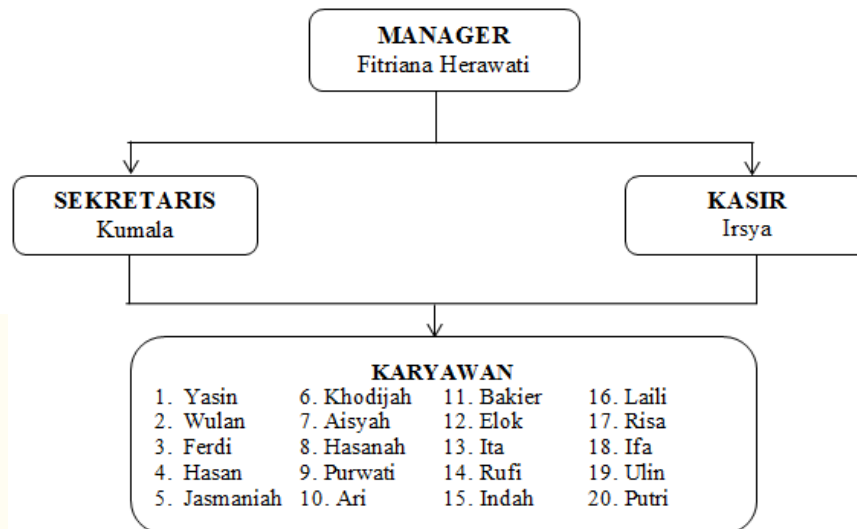 MANAGER
Fitriana Herawati
SEKRETARIS
Kumala
KASIR
Irsya
KARYAWAN
1. Yasin
2. Wulan
3. Ferdi
4. Hasan
5. Jasmaniah
6. Khodijah
7. Aisyah
8. Hasanah
9. Purwati
10. Ari
11. Bakier
12. Elok
13. Ita
14. Rufi
15. Indah
16. Laili
17. Risa
18. Ifa
19. Ulin
20. Putri